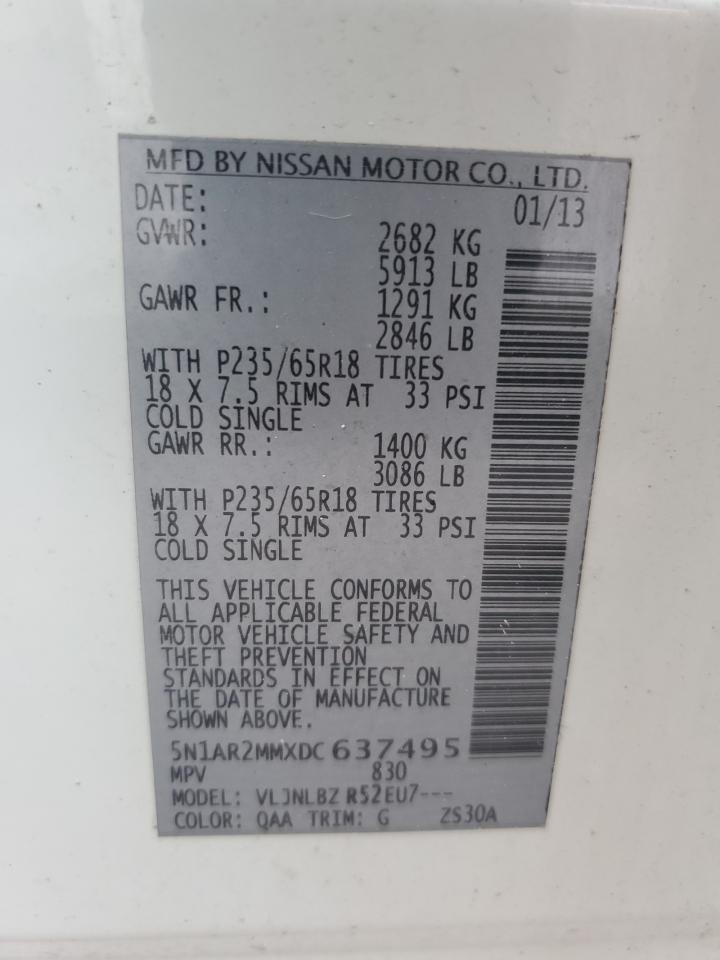 MFD BY NISSAN MOTOR CO., LTD.
DATE: 01/13
GVWR: 2682 KG
5913 LB
GAWR FR.: 1291 KG
2846 LB
WITH P235/65R18 TIRES
18 X 7.5 RIMS AT 33 PSI
COLD SINGLE
GAWR RR.: 1400 KG
3086 LB
WITH P235/65R18 TIRES
18 X 7.5 RIMS AT 33 PSI
COLD SINGLE
THIS VEHICLE CONFORMS TO
ALL APPLICABLE FEDERAL
MOTOR VEHICLE SAFETY AND
THEFT PREVENTION
STANDARDS IN EFFECT ON
THE DATE OF MANUFACTURE
SHOWN ABOVE.
5N1AR2MMXDC 637495
MPV 830
MODEL: VLJNLBZ R52EU7---
COLOR: QAA TRIM: G ZS30A